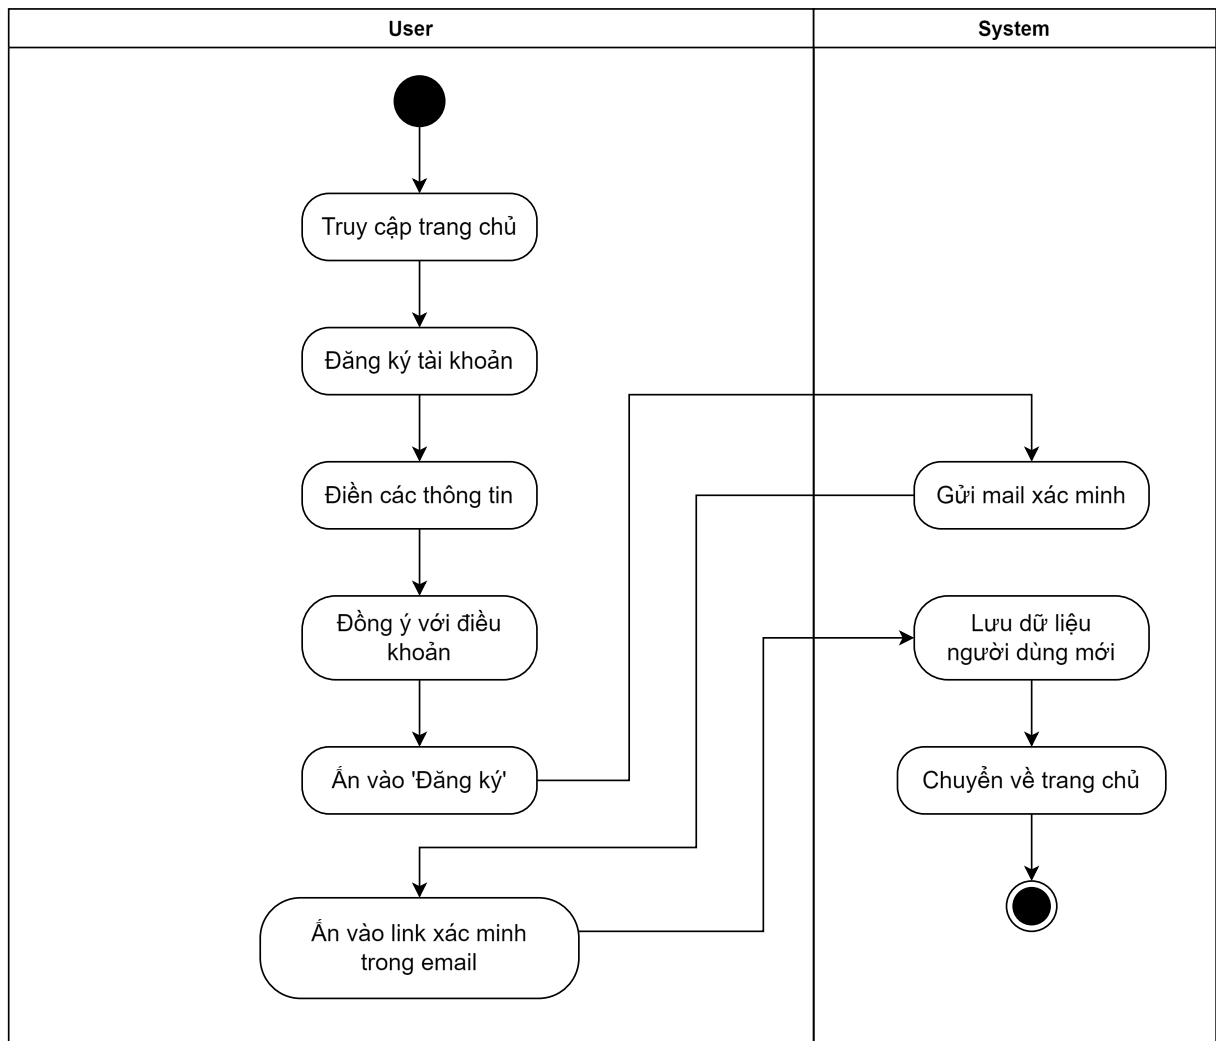 User
System
Truy cập trang chủ
Đăng ký tài khoản
Điền các thông tin
Gửi mail xác minh
Đồng ý với điều
khoản
Lưu dữ liệu
người dùng mới
Ấn vào 'Đăng ký'
Chuyển về trang chủ
Ấn vào link xác minh
trong email